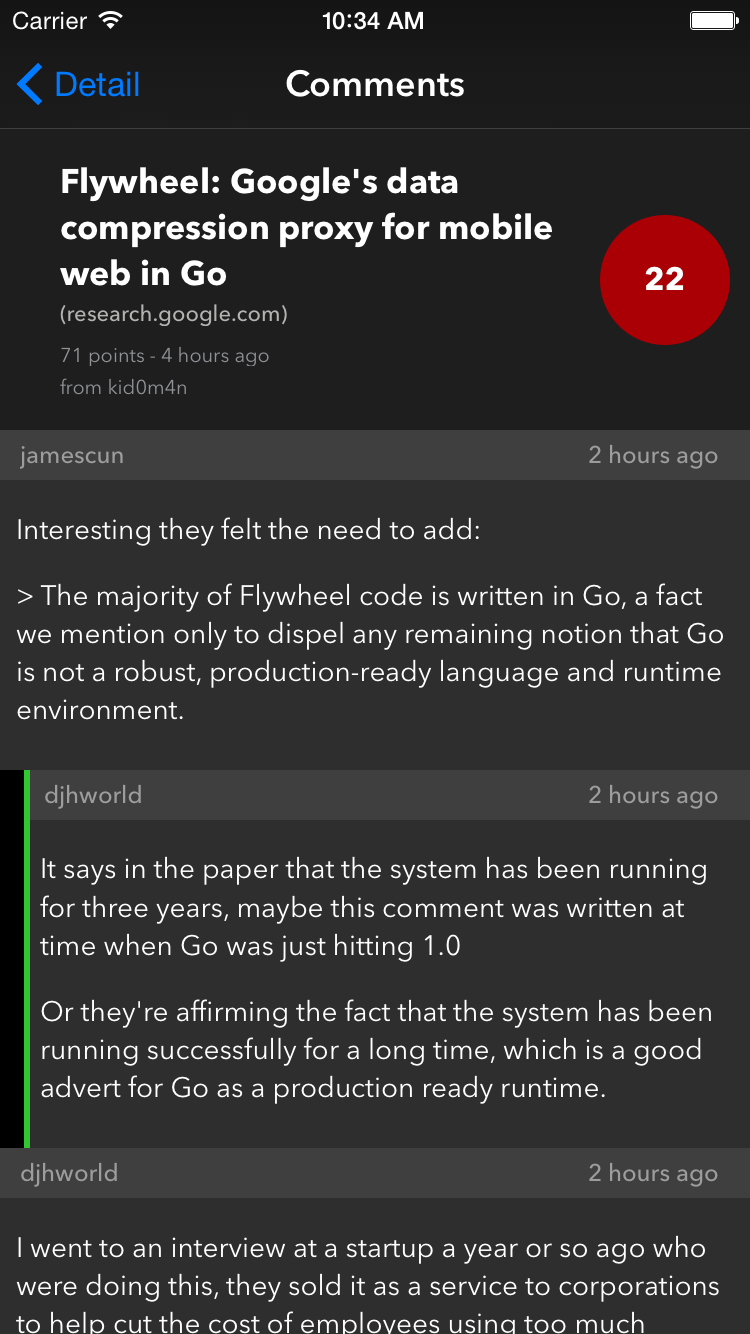 Carrier 10:34 AM
Detail Comments
Flywheel: Google's data
compression proxy for mobile
web in Go
(research.google.com)
71 points - 4 hours ago
from kid0m4n
22
jamescun 2 hours ago
Interesting they felt the need to add:
> The majority of Flywheel code is written in Go, a fact
we mention only to dispel any remaining notion that Go
is not a robust, production-ready language and runtime
environment.
djhworld 2 hours ago
It says in the paper that the system has been running
for three years, maybe this comment was written at
time when Go was just hitting 1.0
Or they're affirming the fact that the system has been
running successfully for a long time, which is a good
advert for Go as a production ready runtime.
djhworld 2 hours ago
I went to an interview at a startup a year or so ago who
were doing this, they sold it as a service to corporations
to help cut the cost of employees using too much